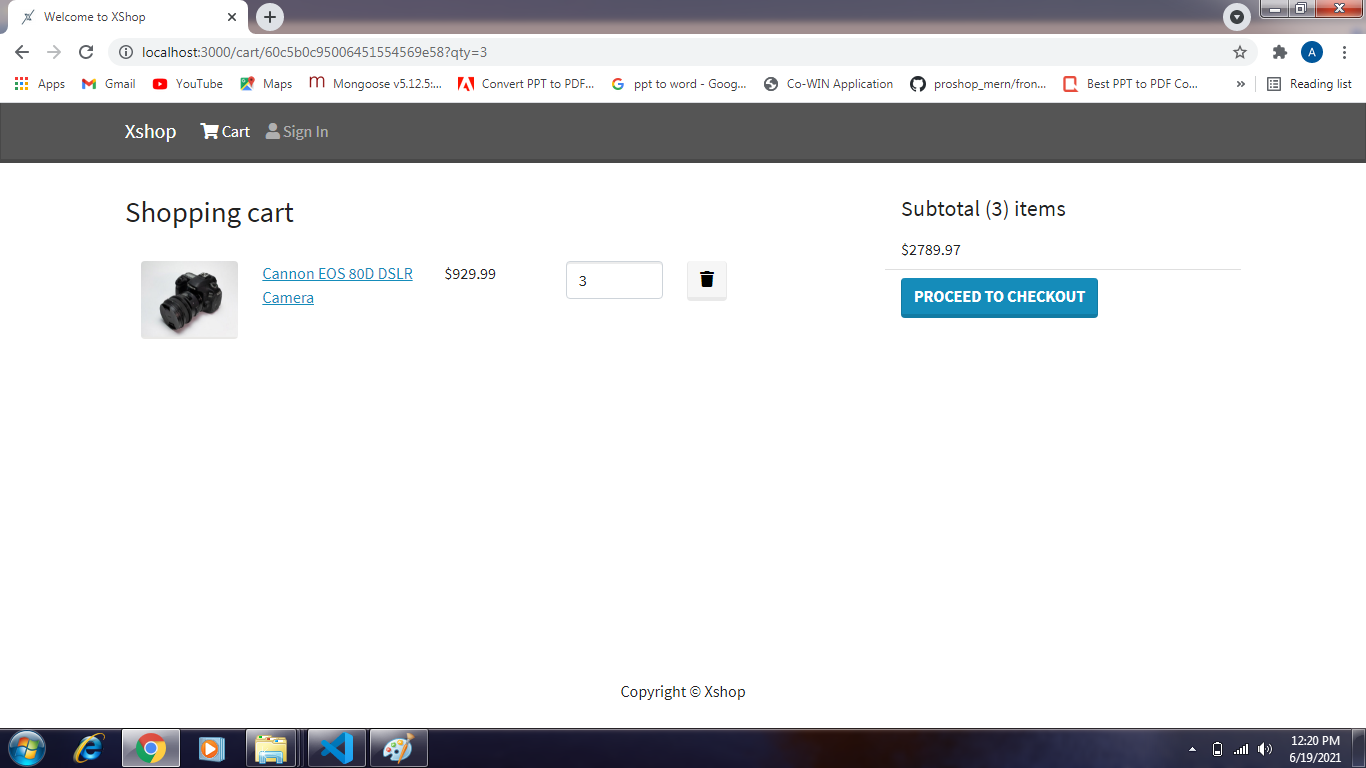 Welcome to XShop
localhost:3000/cart/60c5b0c95006451554569e58?qty=3
A
Apps Gmail YouTube Maps Mongoose v5.12.5:... Convert PPT to PDF... ppt to word - Goog... Co-WIN Application proshop_mern/fron... Best PPT to PDF Co... » Reading list
Xshop Cart Sign In
Shopping cart
Cannon EOS 80D DSLR
Camera
$929.99
3
Subtotal (3) items
$2789.97
PROCEED TO CHECKOUT
Copyright © Xshop
12:20 PM
6/19/2021